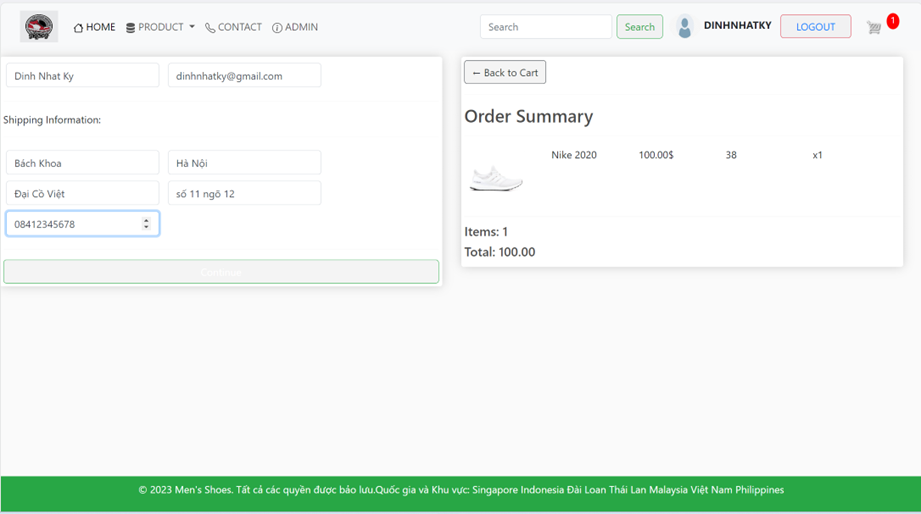 HOME PRODUCT CONTACT ADMIN Search Search DINHNHATKY LOGOUT 1
Dinh Nhat Ky dinhnhatky@gmail.com
Shipping Information:
Bách Khoa Hà Nội
Đại Cồ Việt số 11 ngõ 12
08412345678
Continue
← Back to Cart
Order Summary
Nike 2020 100.00$ 38 x1
Items: 1
Total: 100.00
© 2023 Men's Shoes. Tất cả các quyền được bảo lưu.Quốc gia và Khu vực: Singapore Indonesia Đài Loan Thái Lan Malaysia Việt Nam Philippines